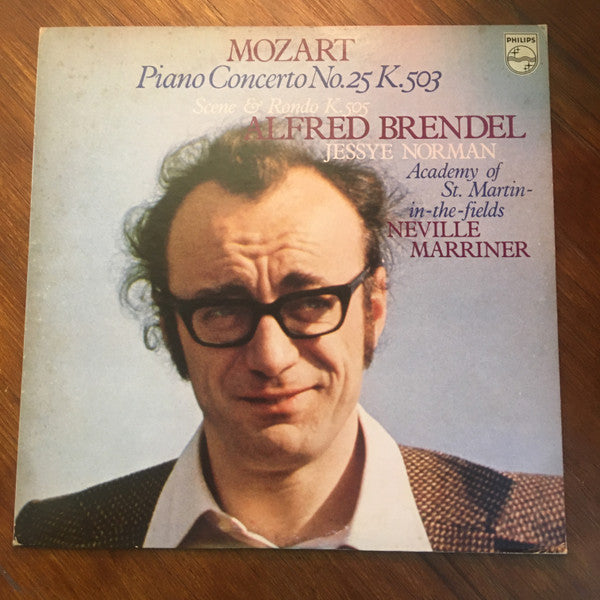 MOZART
PHILIPS
Piano Concerto No.25 K.503
Scene & Rondo K.505
ALFRED BRENDEL
JESSYE NORMAN
Academy of
St. Martin-
in-the-fields
NEVILLE
MARRINER